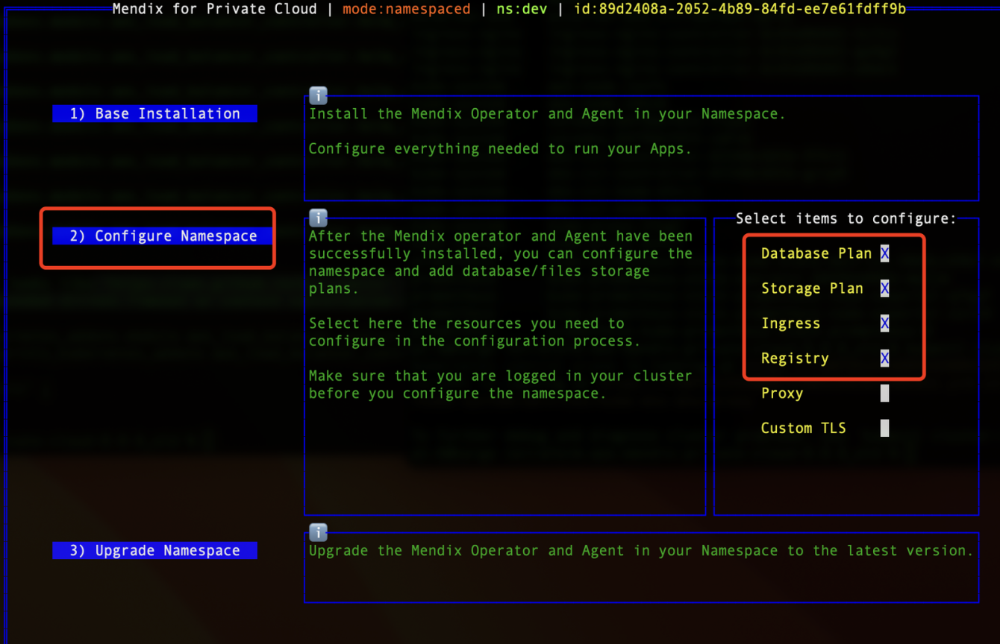 Mendix for Private Cloud | mode:namespaced | ns:dev | id:89d2408a-2052-4b89-84fd-ee7e61fdff9b
1) Base Installation
Install the Mendix Operator and Agent in your Namespace.
Configure everything needed to run your Apps.
2) Configure Namespace
After the Mendix operator and Agent have been
successfully installed, you can configure the
namespace and add database/files storage
plans.
Select here the resources you need to
configure in the configuration process.
Make sure that you are logged in your cluster
before you configure the namespace.
Select items to configure:
Database Plan X
Storage Plan X
Ingress X
Registry X
Proxy
Custom TLS
3) Upgrade Namespace
Upgrade the Mendix Operator and Agent in your Namespace to the latest version.